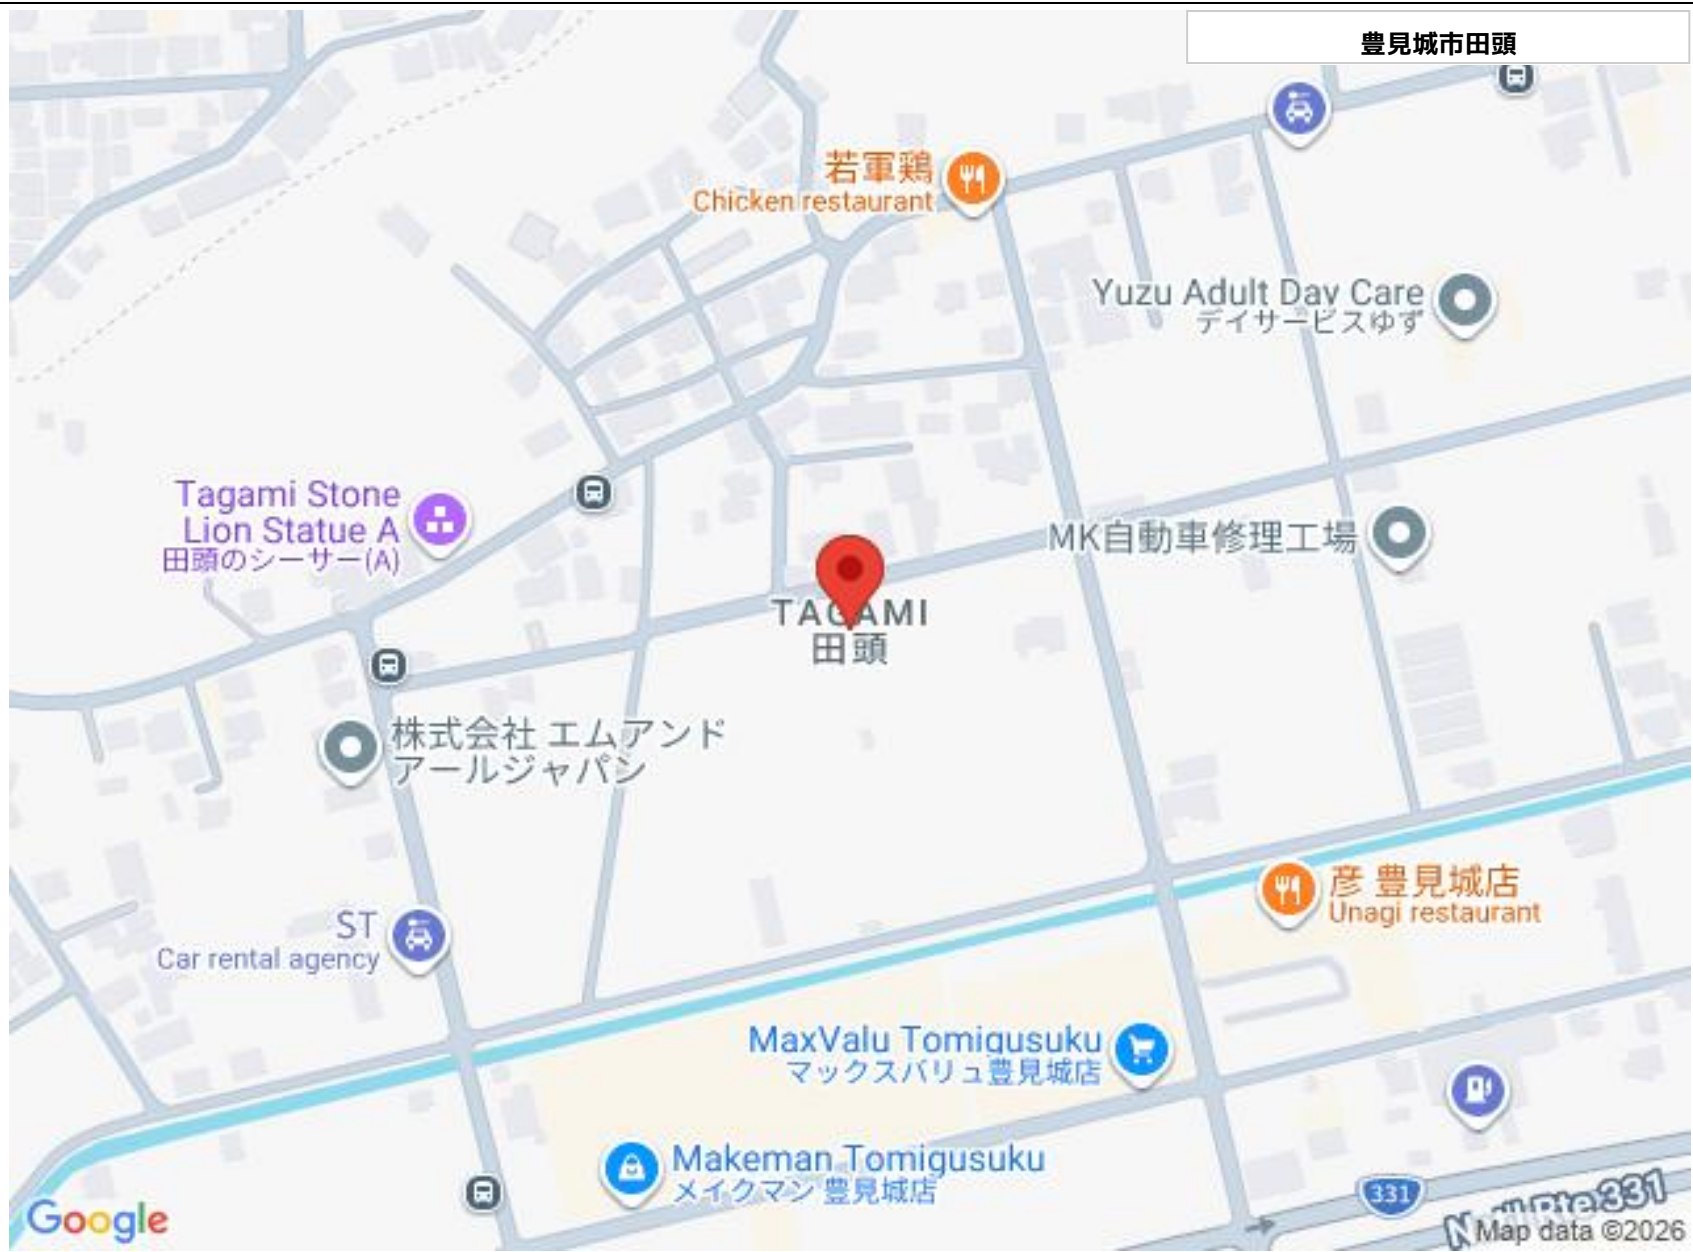 豊見城市田頭
若軍鶏
Chicken restaurant
Yuzu Adult Day Care
デイサービスゆず
Tagami Stone
Lion Statue A
田頭のシーサー(A)
MK自動車修理工場
TAGAMI
田頭
株式会社 エムアンド
アールジャパン
彦 豊見城店
Unagi restaurant
ST
Car rental agency
MaxValu Tomigusuku
マックスバリュ豊見城店
Makeman Tomigusuku
メイクマン 豊見城店
331
Google
Map data ©2026